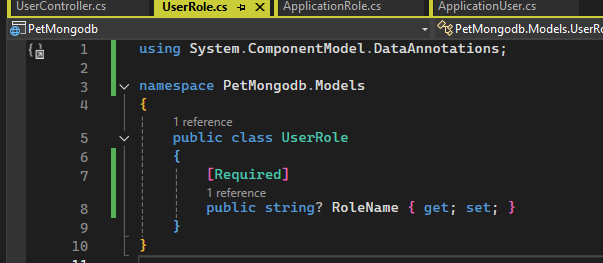 UserController.cs UserRole.cs ApplicationRole.cs ApplicationUser.cs
PetMongodb PetMongodb.Models.UserRo
1 using System.ComponentModel.DataAnnotations;
2
3 namespace PetMongodb.Models
4 {
1 reference
5 public class UserRole
6 {
7 [Required]
1 reference
8 public string? RoleName { get; set; }
9 }
10 }
11